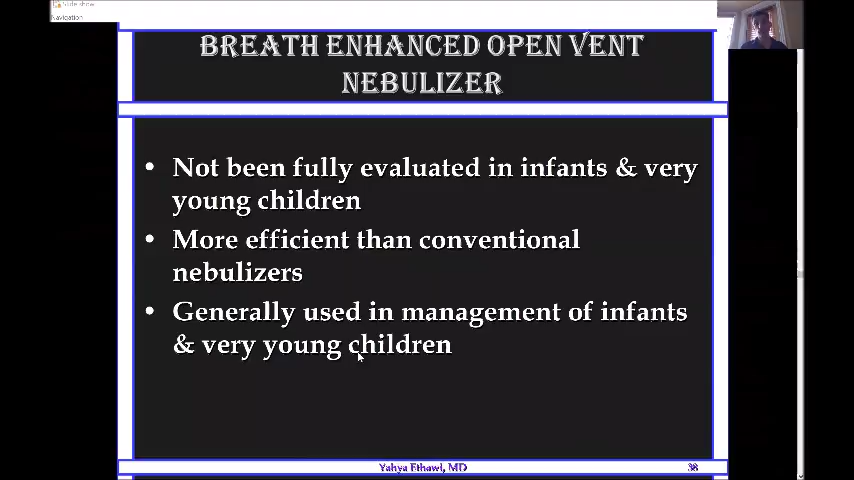 Slide show
Navigation
BREATH ENHANCED OPEN VENT
NEBULIZER
• Not been fully evaluated in infants & very
young children
• More efficient than conventional
nebulizers
• Generally used in management of infants
& very young children
Yahya Ethawi, MD
38